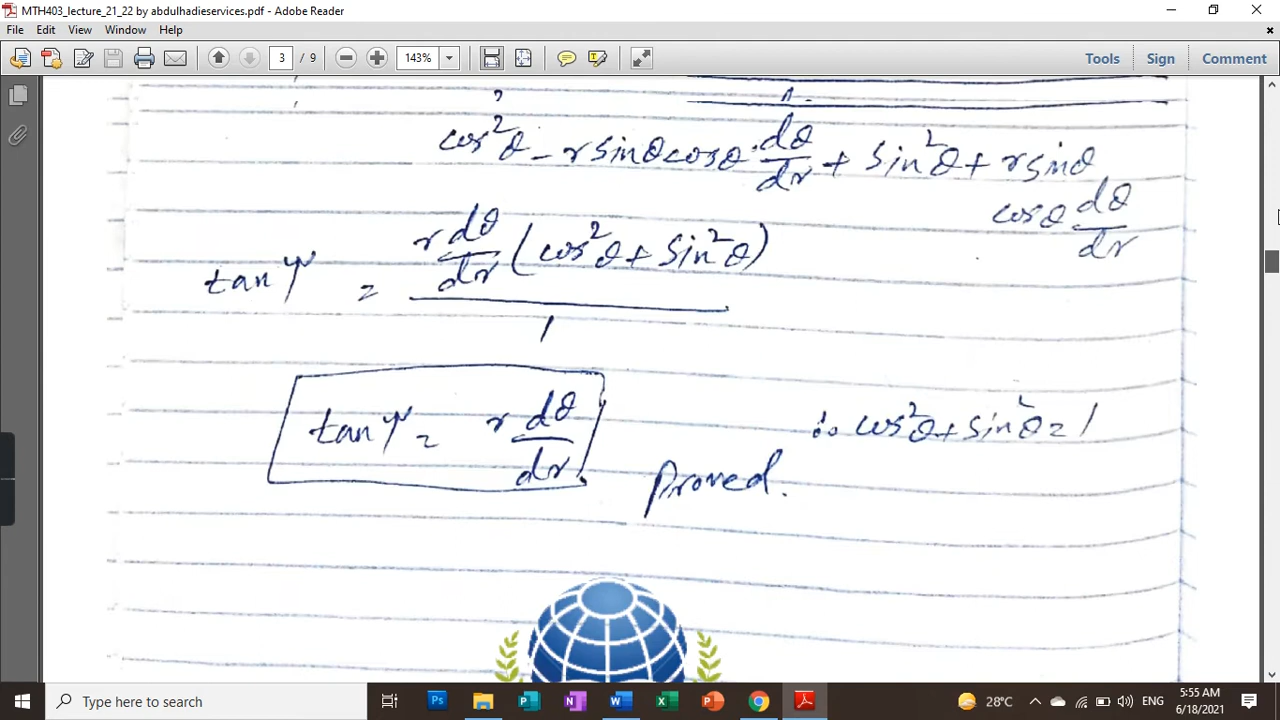 MTH403_lecture_21_22 by abdulhadieservices.pdf - Adobe Reader
File Edit View Window Help
3 / 9 143% Tools Sign Comment
cos²θ - r sinθ cosθ · dθ/dr + sin²θ + r sinθ
cosθ dθ/dr
tan ψ = r dθ/dr (cos²θ + sin²θ) / 1
tan ψ = r dθ/dr
∵ cos²θ + sin²θ = 1
Proved.
here to search
28°C ENG 5:55 AM
6/18/2021